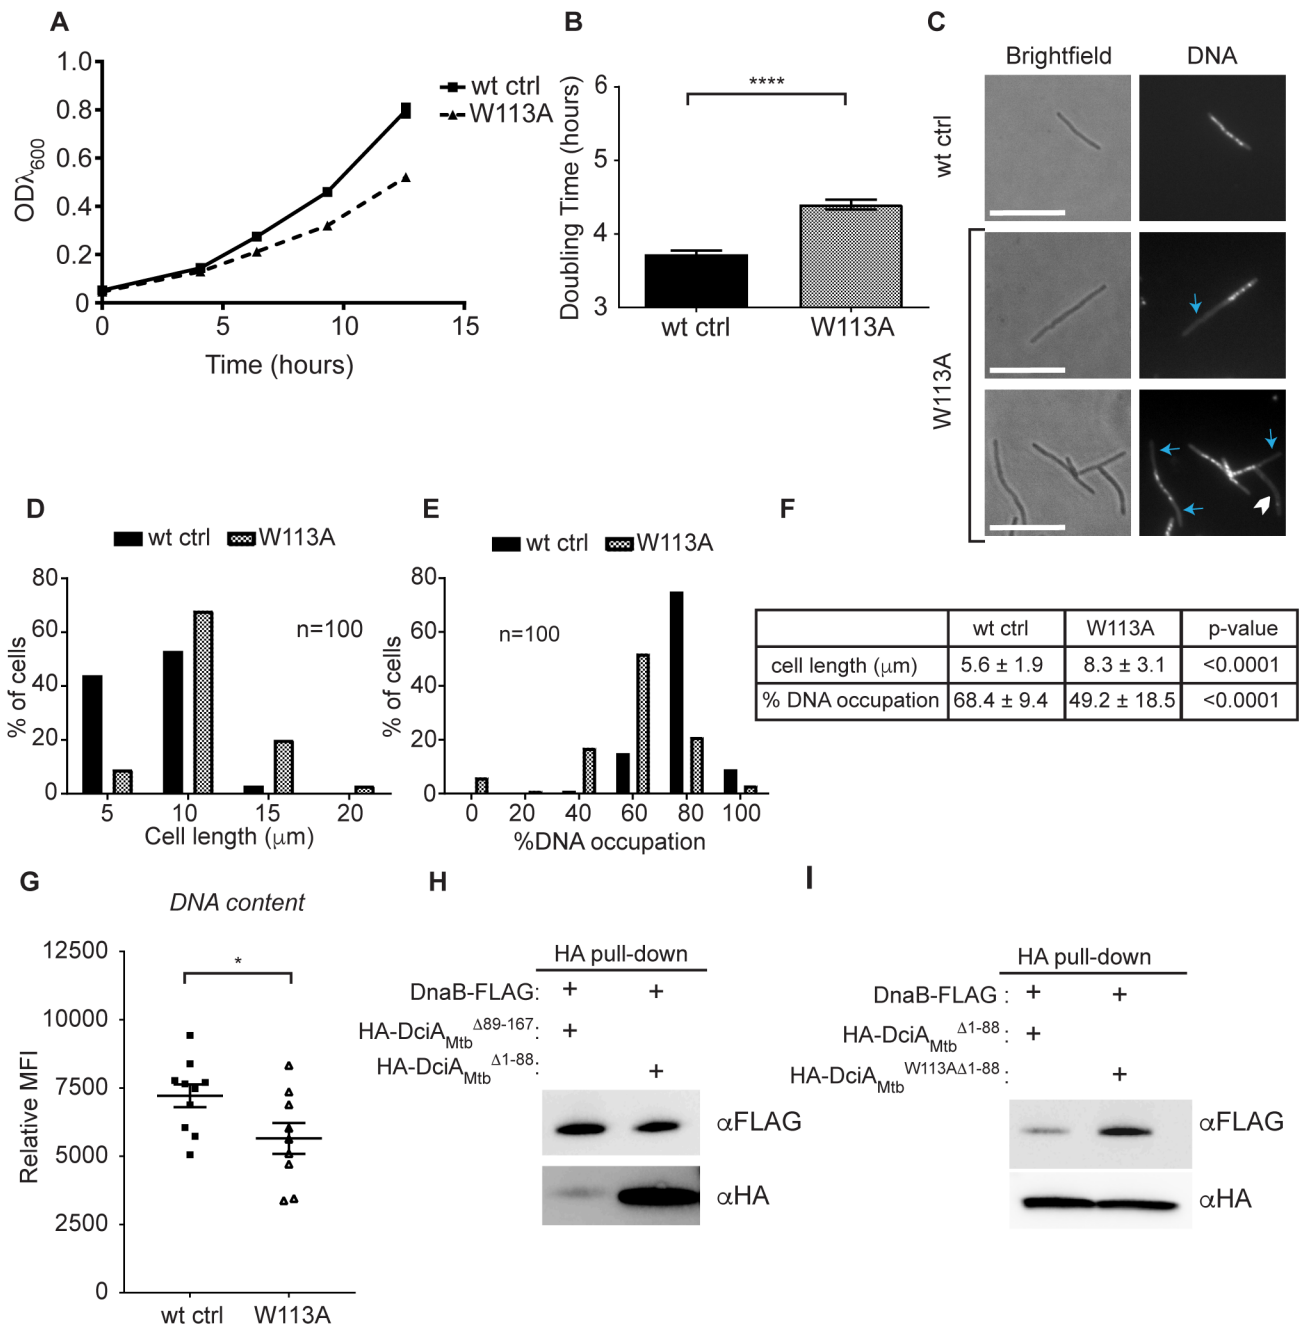 A
1.0
0.8
0.6
0.4
0.2
0
ODλ600
0 5 10 15
Time (hours)
wt ctrl
W113A
B
Doubling Time (hours)
6
5
4
3
****
wt ctrl W113A
C
Brightfield DNA
wt ctrl
W113A
D
wt ctrl W113A
% of cells
80
60
40
20
0
n=100
5 10 15 20
Cell length (μm)
E
wt ctrl W113A
% of cells
80
60
40
20
0
n=100
0 20 40 60 80 100
%DNA occupation
F
wt ctrl W113A p-value
cell length (μm) 5.6 ± 1.9 8.3 ± 3.1 <0.0001
% DNA occupation 68.4 ± 9.4 49.2 ± 18.5 <0.0001
G
DNA content
Relative MFI
12500
10000
7500
5000
2500
0
*
wt ctrl W113A
H
HA pull-down
DnaB-FLAG: + +
HA-DciAMtb Δ89-167: +
HA-DciAMtb Δ1-88: +
αFLAG
αHA
I
HA pull-down
DnaB-FLAG : + +
HA-DciAMtb Δ1-88 : +
HA-DciAMtb W113AΔ1-88 : +
αFLAG
αHA